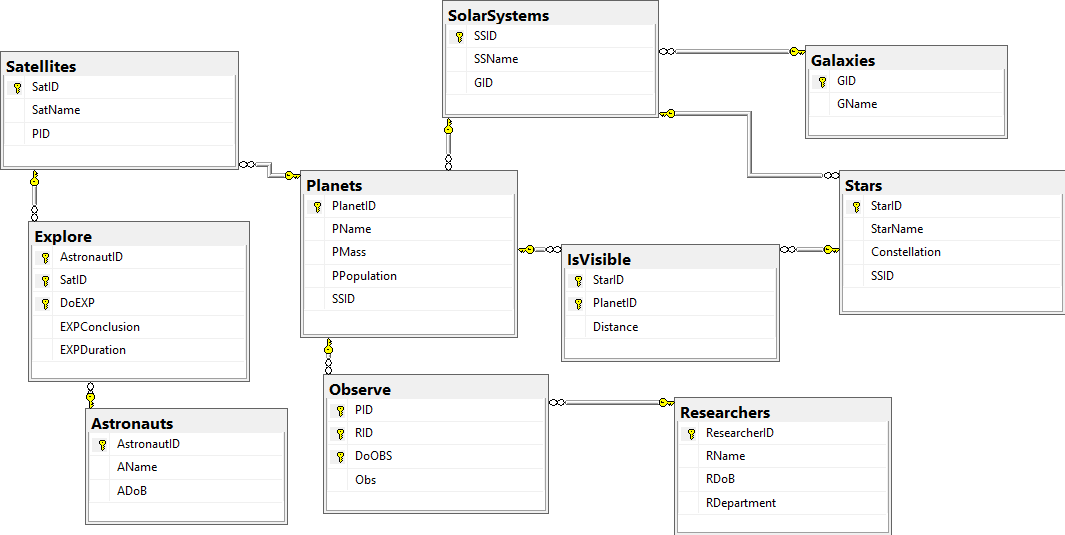 SolarSystems
SSID
SSName
GID
Galaxies
GID
GName
Satellites
SatID
SatName
PID
Planets
PlanetID
PName
PMass
PPopulation
SSID
Stars
StarID
StarName
Constellation
SSID
Explore
AstronautID
SatID
DoEXP
EXPConclusion
EXPDuration
IsVisible
StarID
PlanetID
Distance
Observe
PID
RID
DoOBS
Obs
Researchers
ResearcherID
RName
RDoB
RDepartment
Astronauts
AstronautID
AName
ADoB